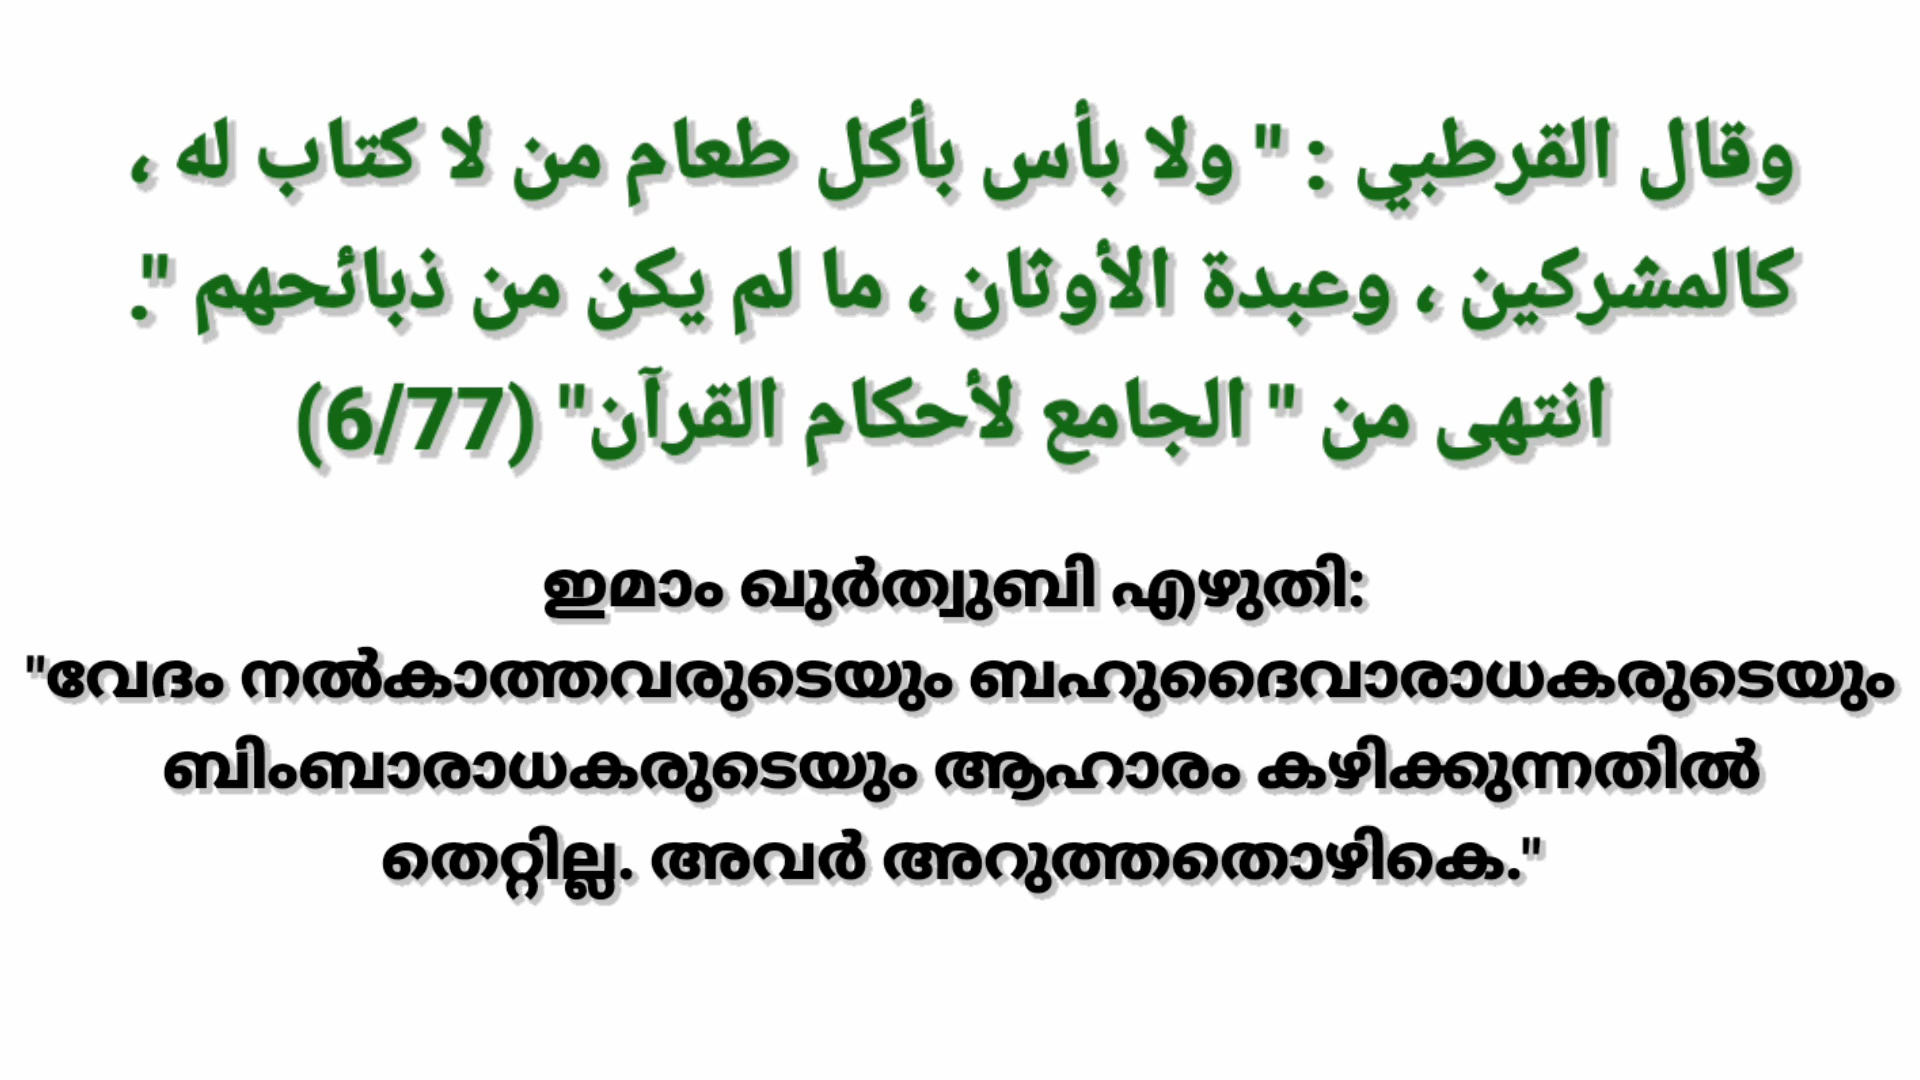 وقال القرطبي : " ولا بأس بأكل طعام من لا كتاب له ،
كالمشركين ، وعبدة الأوثان ، ما لم يكن من ذبائحهم ".
انتهى من " الجامع لأحكام القرآن" (6/77)
ഇമാം ഖുർത്വുബി എഴുതി:
"വേദം നൽകാത്തവരുടെയും ബഹുദൈവാരാധകരുടെയും
ബിംബാരാധകരുടെയും ആഹാരം കഴിക്കുന്നതിൽ
തെറ്റില്ല. അവർ അറുത്തതൊഴികെ."